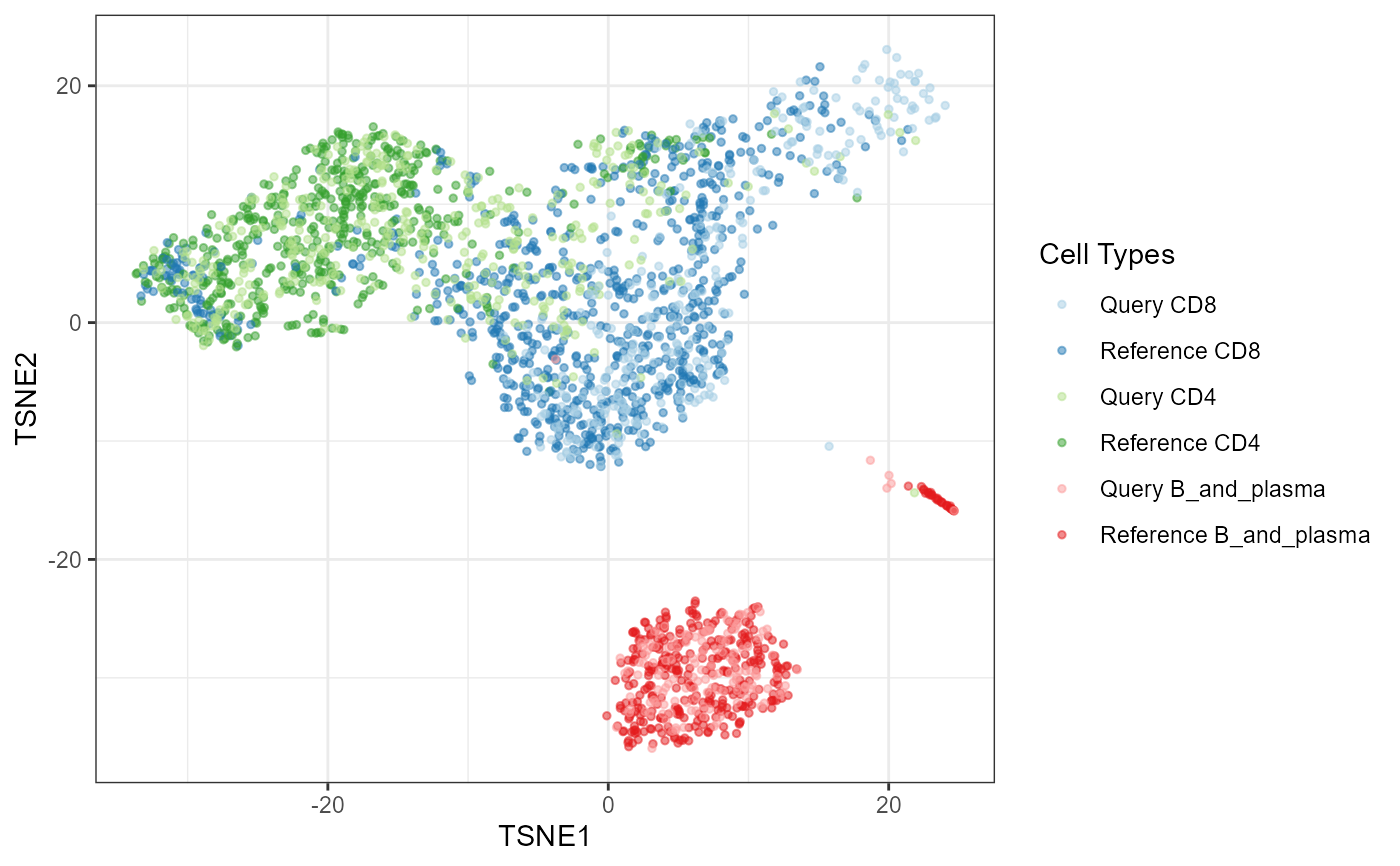 20
0
-20
TSNE2
-20
0
20
TSNE1
Cell Types
Query CD8
Reference CD8
Query CD4
Reference CD4
Query B_and_plasma
Reference B_and_plasma